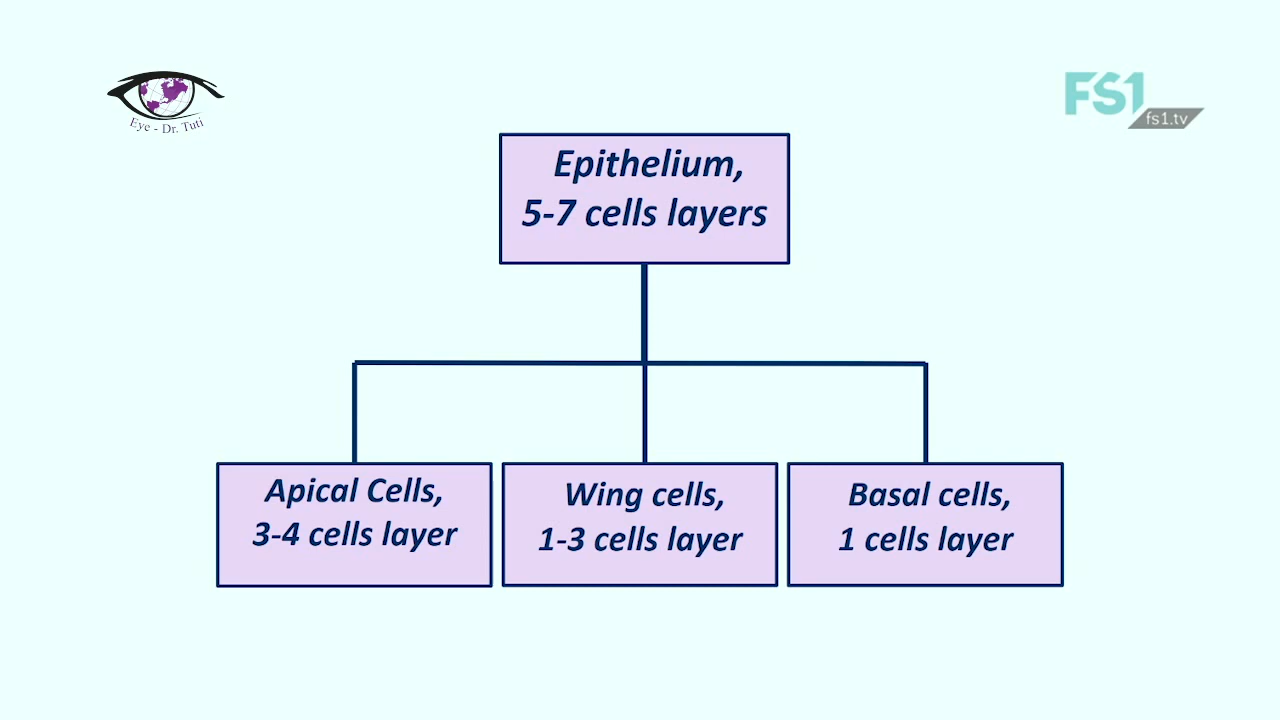 Eye - Dr. Tuti
FS1
fs1.tv
Epithelium,
5-7 cells layers
Apical Cells,
3-4 cells layer
Wing cells,
1-3 cells layer
Basal cells,
1 cells layer